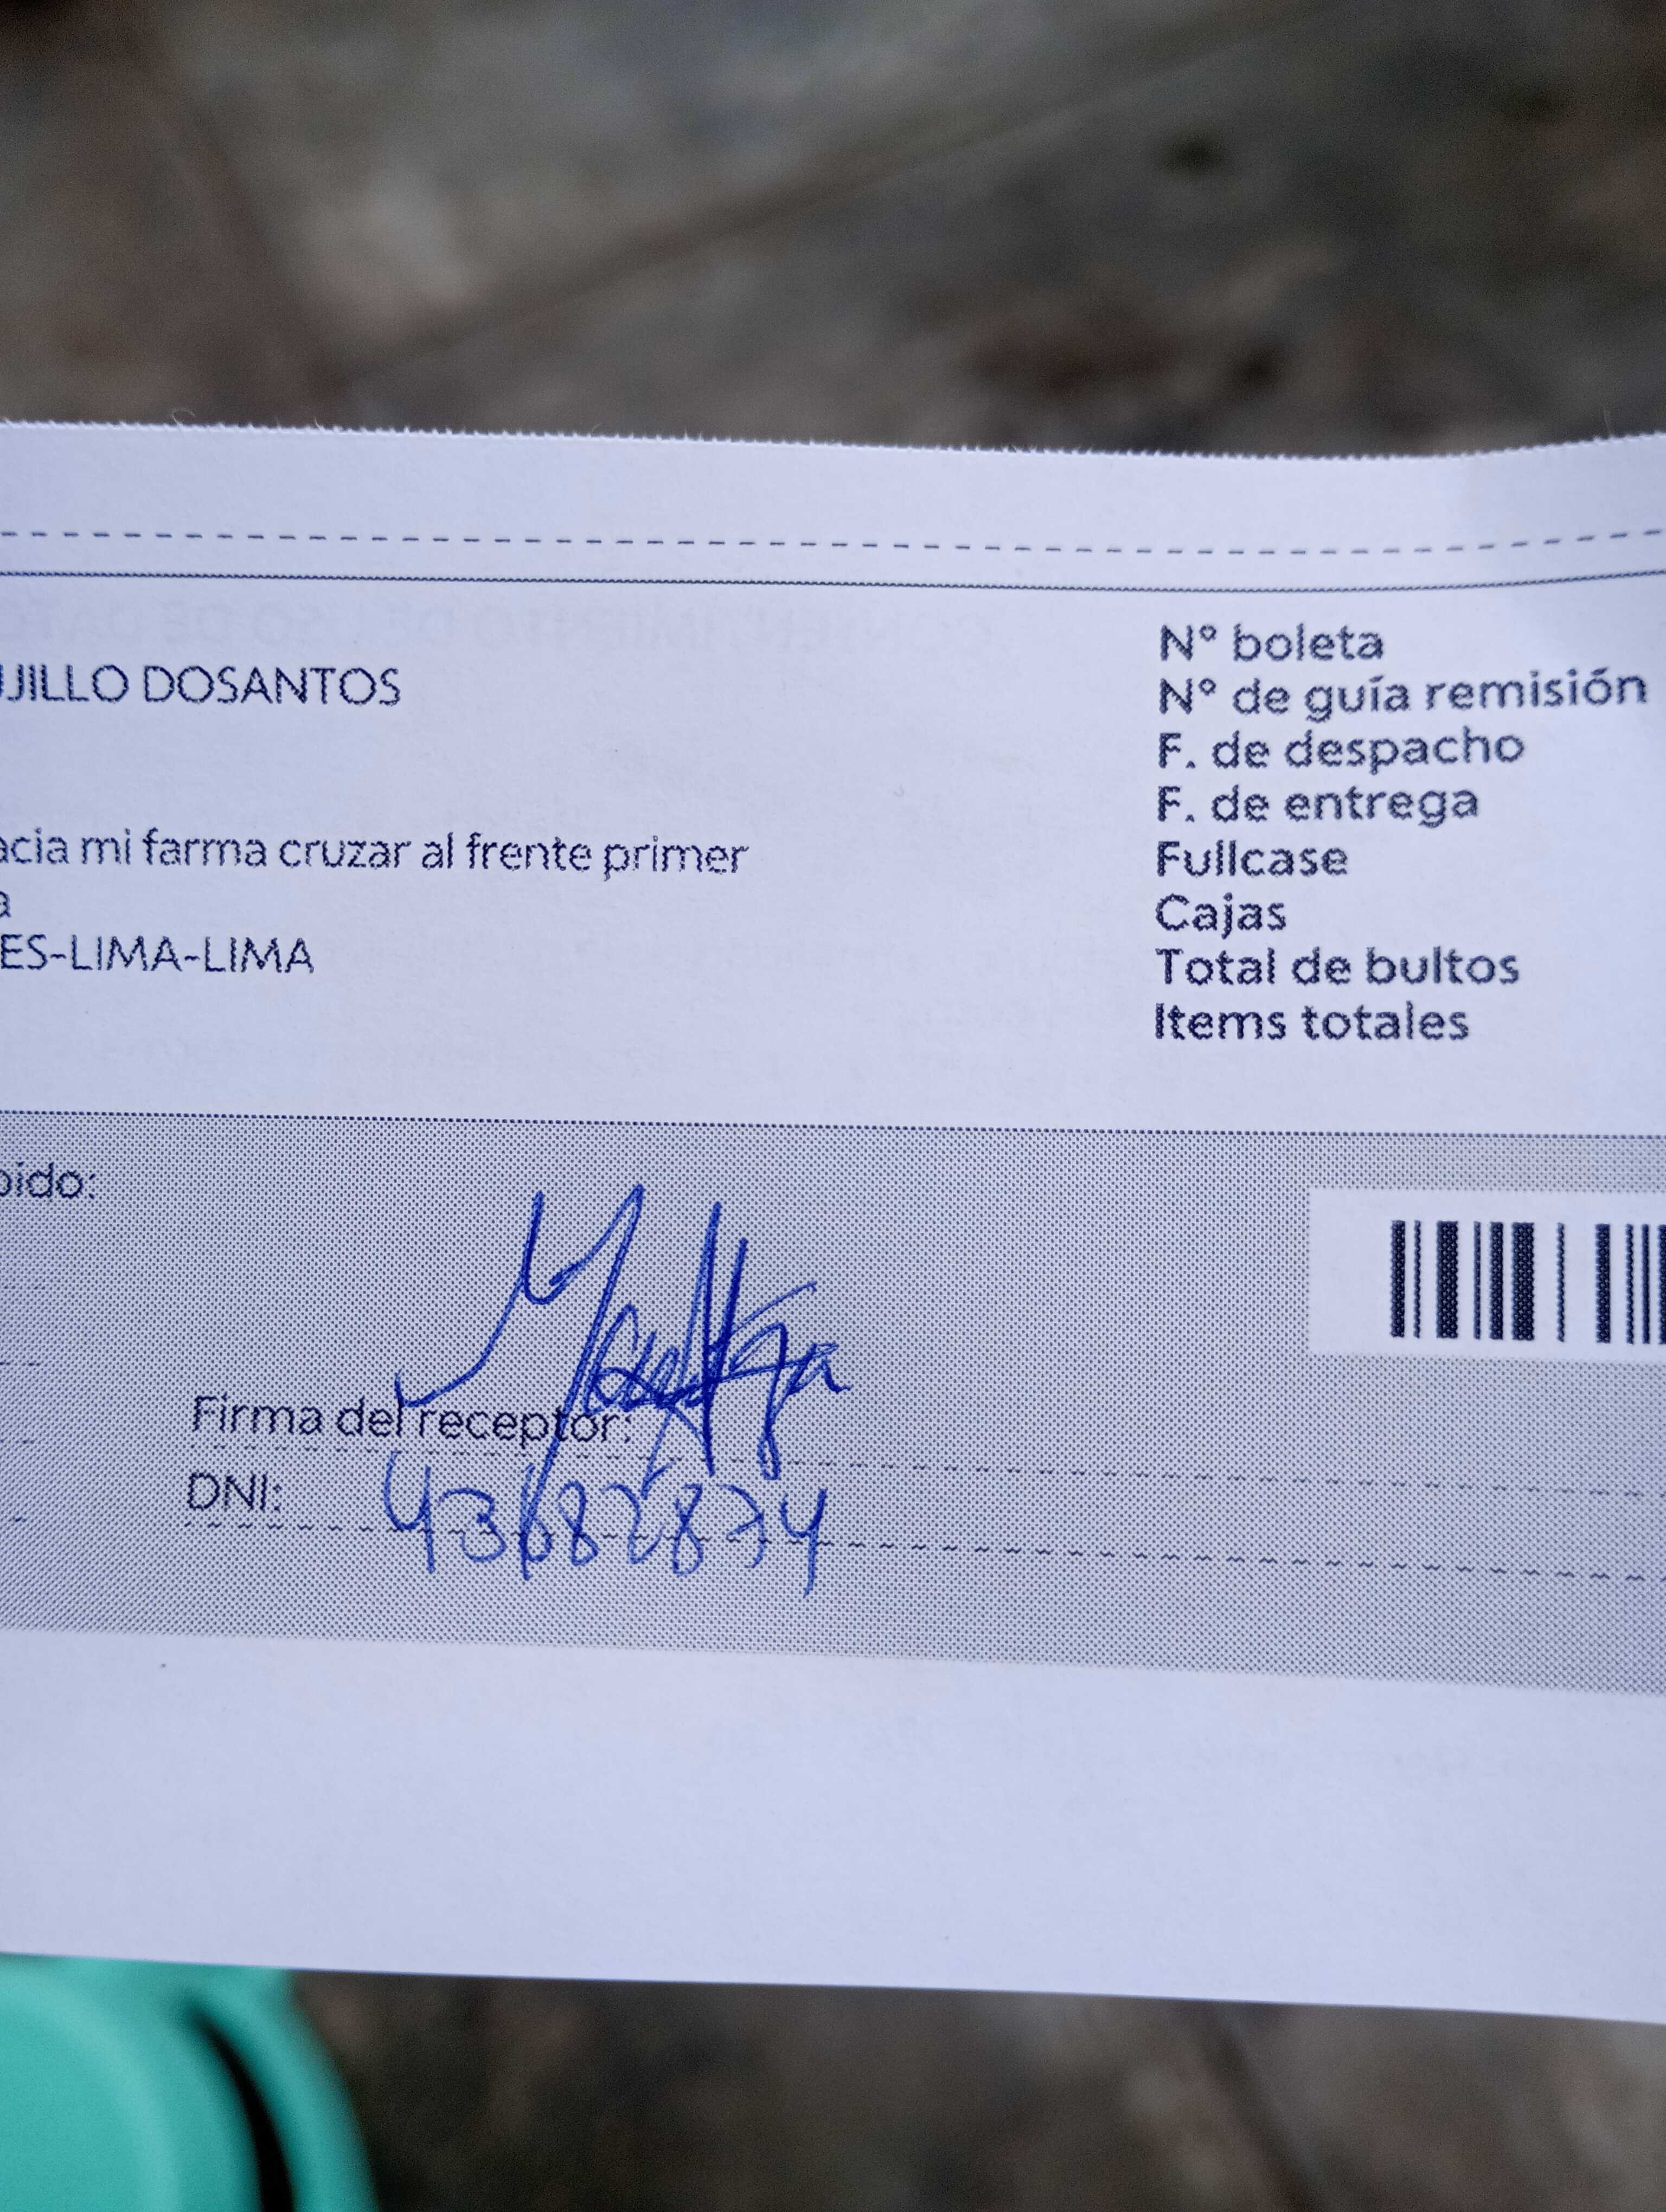 UJILLO DOSANTOS
acia mi farma cruzar al frente primer
a
ES-LIMA-LIMA
N° boleta
N° de guía remisión
F. de despacho
F. de entrega
Fullcase
Cajas
Total de bultos
Items totales
bido:
Firma del receptor:
DNI: 43682874